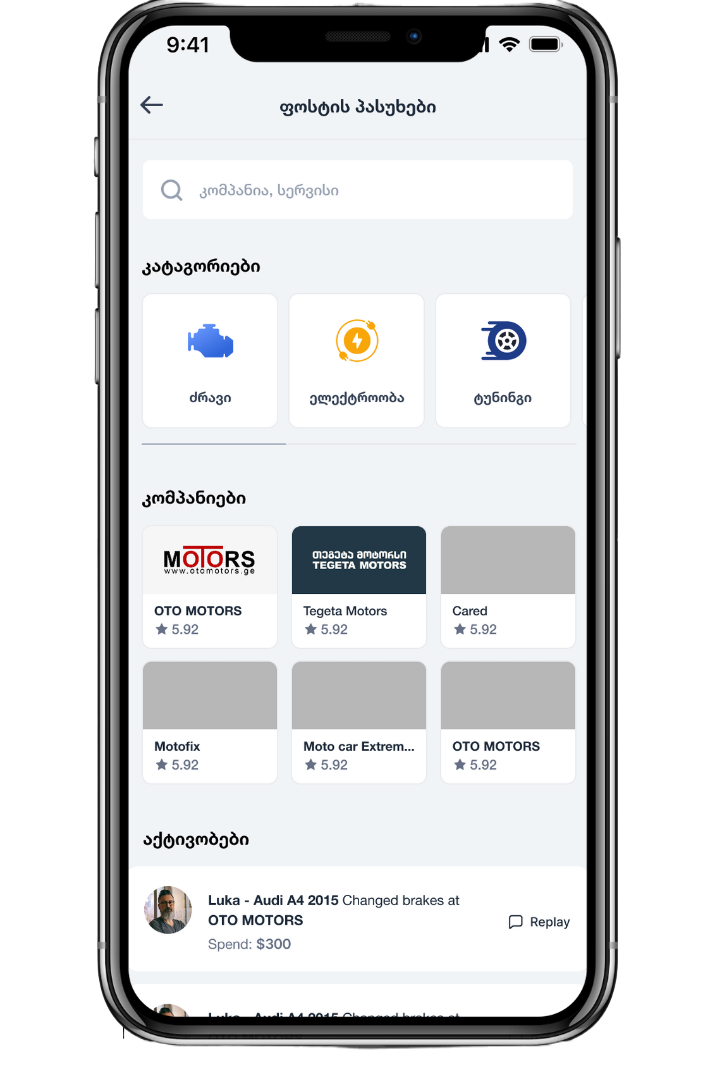 9:41
ფოსტის პასუხები
კომპანია, სერვისი
კატაგორიები
ძრავი
ელექტროობა
ტუნინგი
კომპანიები
MOTORS
www.otomotors.ge
თეგეტა მოტორსი
TEGETA MOTORS
OTO MOTORS
5.92
Tegeta Motors
5.92
Cared
5.92
Motofix
5.92
Moto car Extrem...
5.92
OTO MOTORS
5.92
აქტივობები
Luka - Audi A4 2015 Changed brakes at
OTO MOTORS
Spend: $300
Replay
Luka - Audi A4 2015 Changed brakes at